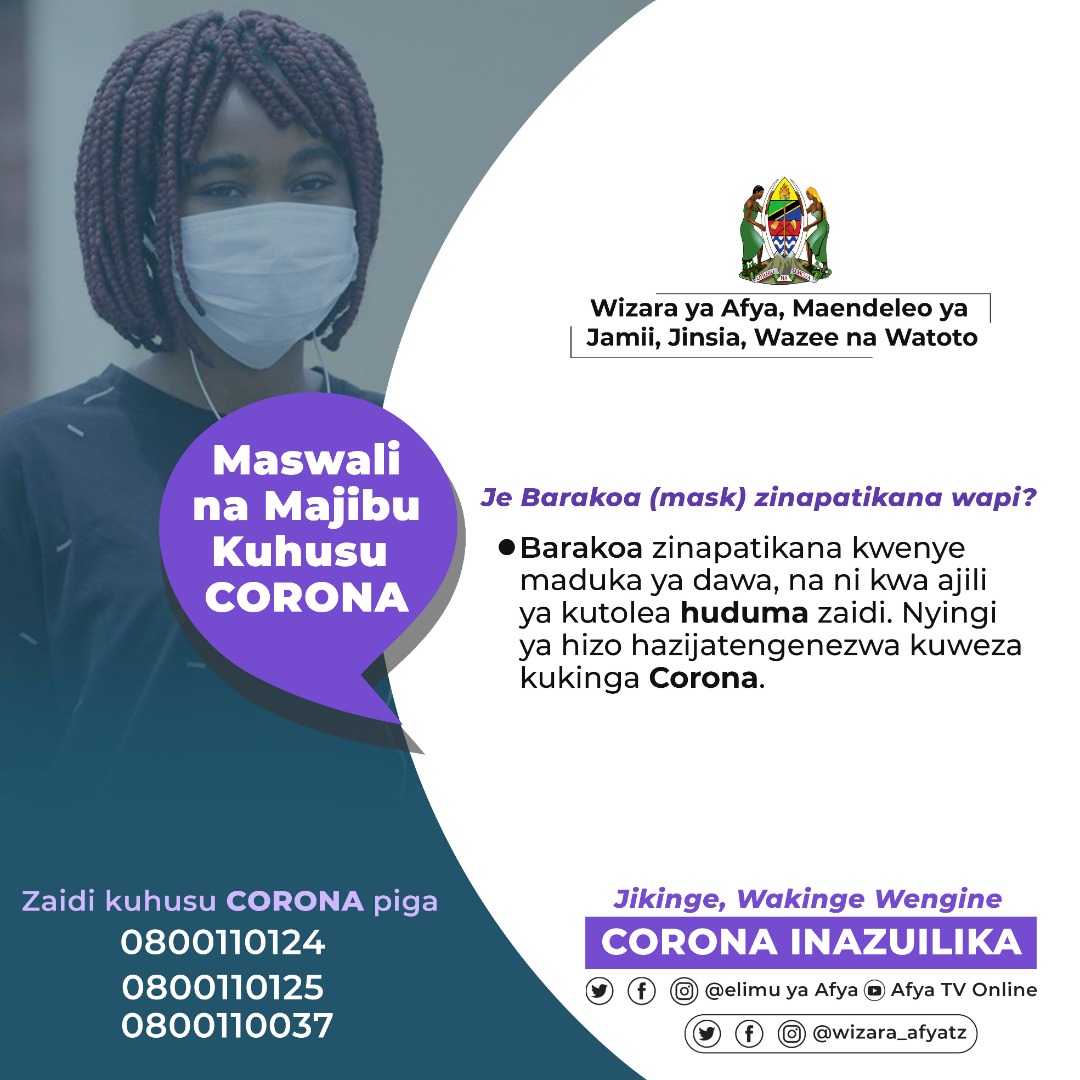 Wizara ya Afya, Maendeleo ya
Jamii, Jinsia, Wazee na Watoto
Maswali
na Majibu
Kuhusu
CORONA
Je Barakoa (mask) zinapatikana wapi?
●Barakoa zinapatikana kwenye
maduka ya dawa, na ni kwa ajili
ya kutolea huduma zaidi. Nyingi
ya hizo hazijatengenezwa kuweza
kukinga Corona.
Zaidi kuhusu CORONA piga
0800110124
0800110125
0800110037
Jikinge, Wakinge Wengine
CORONA INAZUILIKA
@elimu ya Afya Afya TV Online
@wizara_afyatz